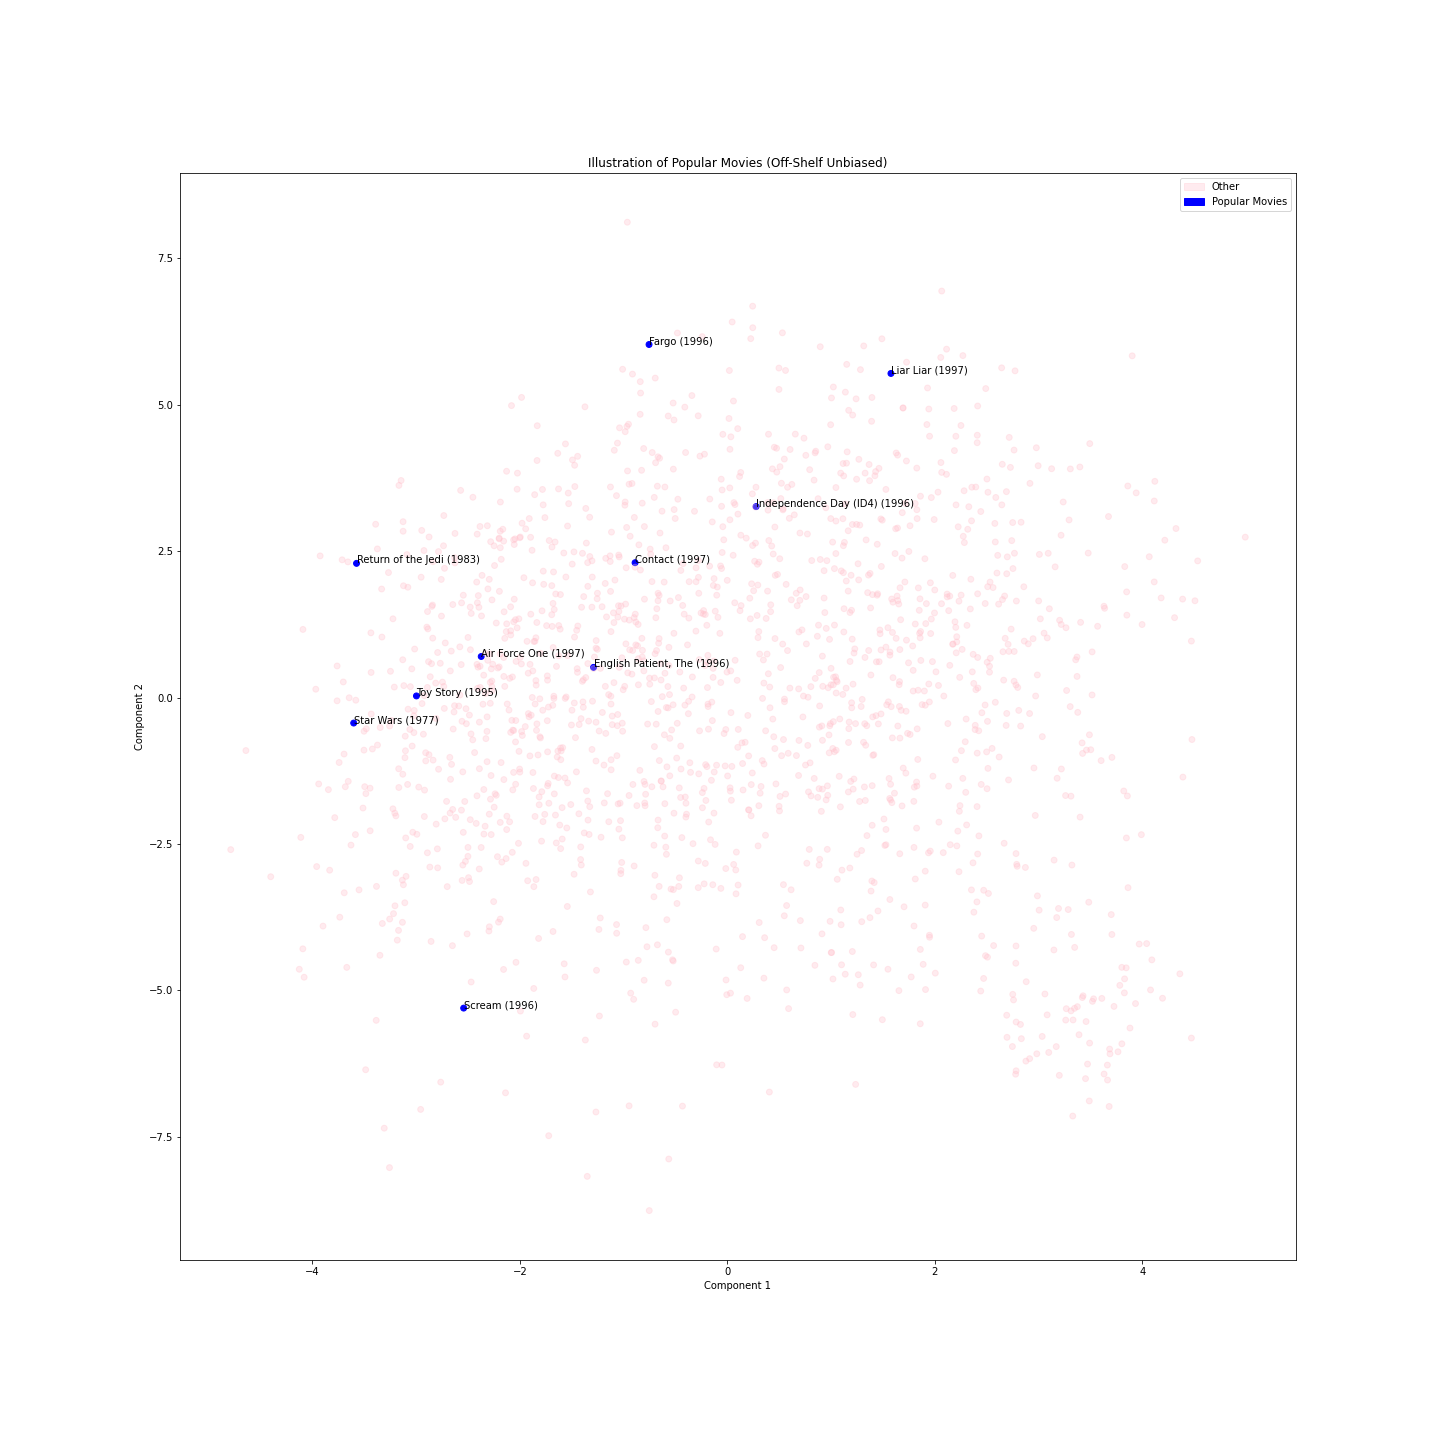 Illustration of Popular Movies (Off-Shelf Unbiased)
Other
Popular Movies
7.5
5.0
2.5
0.0
−2.5
−5.0
−7.5
Component 2
Fargo (1996)
Liar Liar (1997)
Independence Day (ID4) (1996)
Return of the Jedi (1983)
Contact (1997)
Air Force One (1997)
English Patient, The (1996)
Toy Story (1995)
Star Wars (1977)
Scream (1996)
−4
−2
0
2
4
Component 1